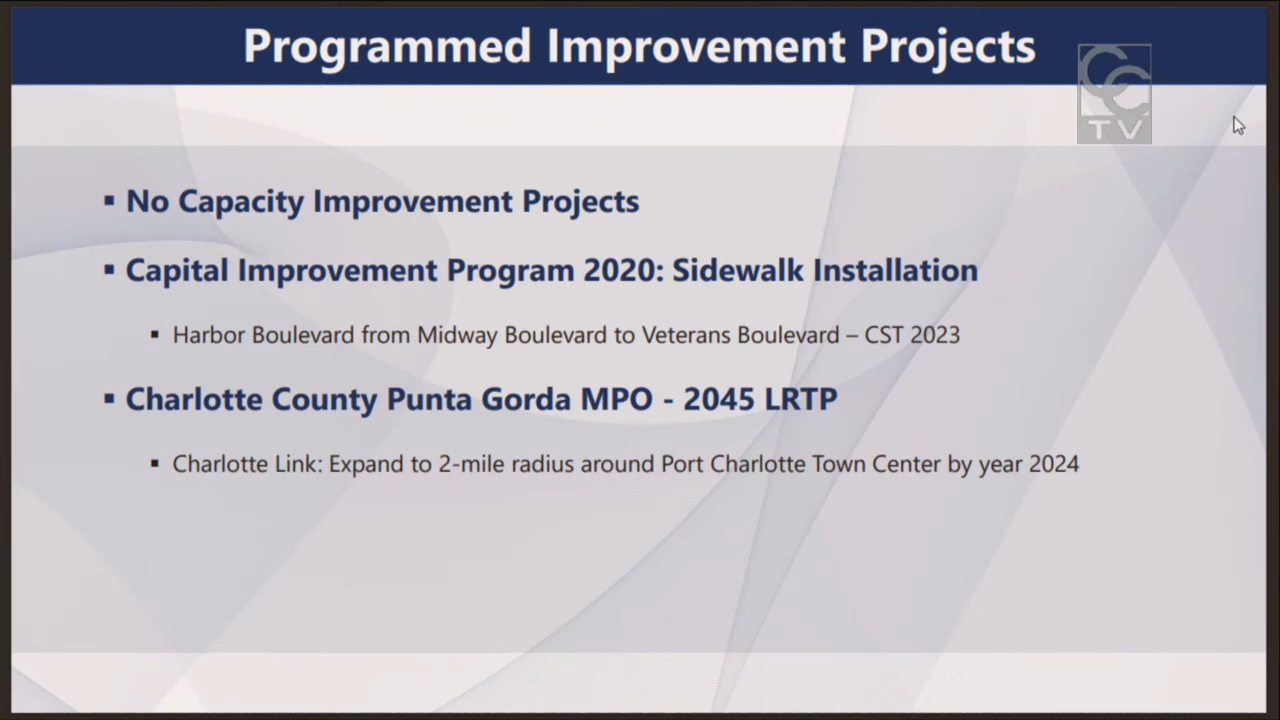 Programmed Improvement Projects
CC
TV
▪ No Capacity Improvement Projects
▪ Capital Improvement Program 2020: Sidewalk Installation
▪ Harbor Boulevard from Midway Boulevard to Veterans Boulevard – CST 2023
▪ Charlotte County Punta Gorda MPO - 2045 LRTP
▪ Charlotte Link: Expand to 2-mile radius around Port Charlotte Town Center by year 2024